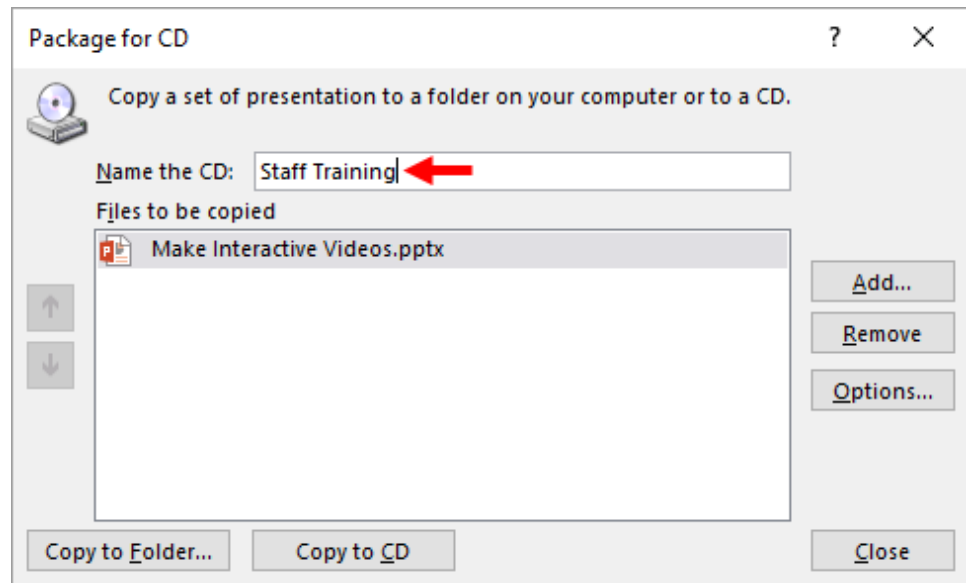 Package for CD ?
Copy a set of presentation to a folder on your computer or to a CD.
Name the CD: Staff Training
Files to be copied
Make Interactive Videos.pptx
Add...
Remove
Options...
Copy to Folder... Copy to CD Close